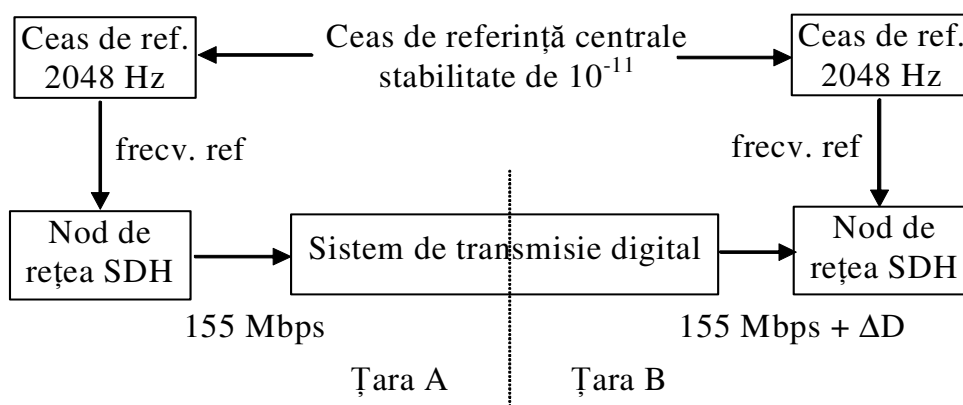 Ceas de ref.
2048 Hz
Ceas de referință centrale
stabilitate de 10⁻¹¹
Ceas de ref.
2048 Hz
frecv. ref
frecv. ref
Nod de
rețea SDH
Sistem de transmisie digital
Nod de
rețea SDH
155 Mbps
155 Mbps + ΔD
Țara A
Țara B